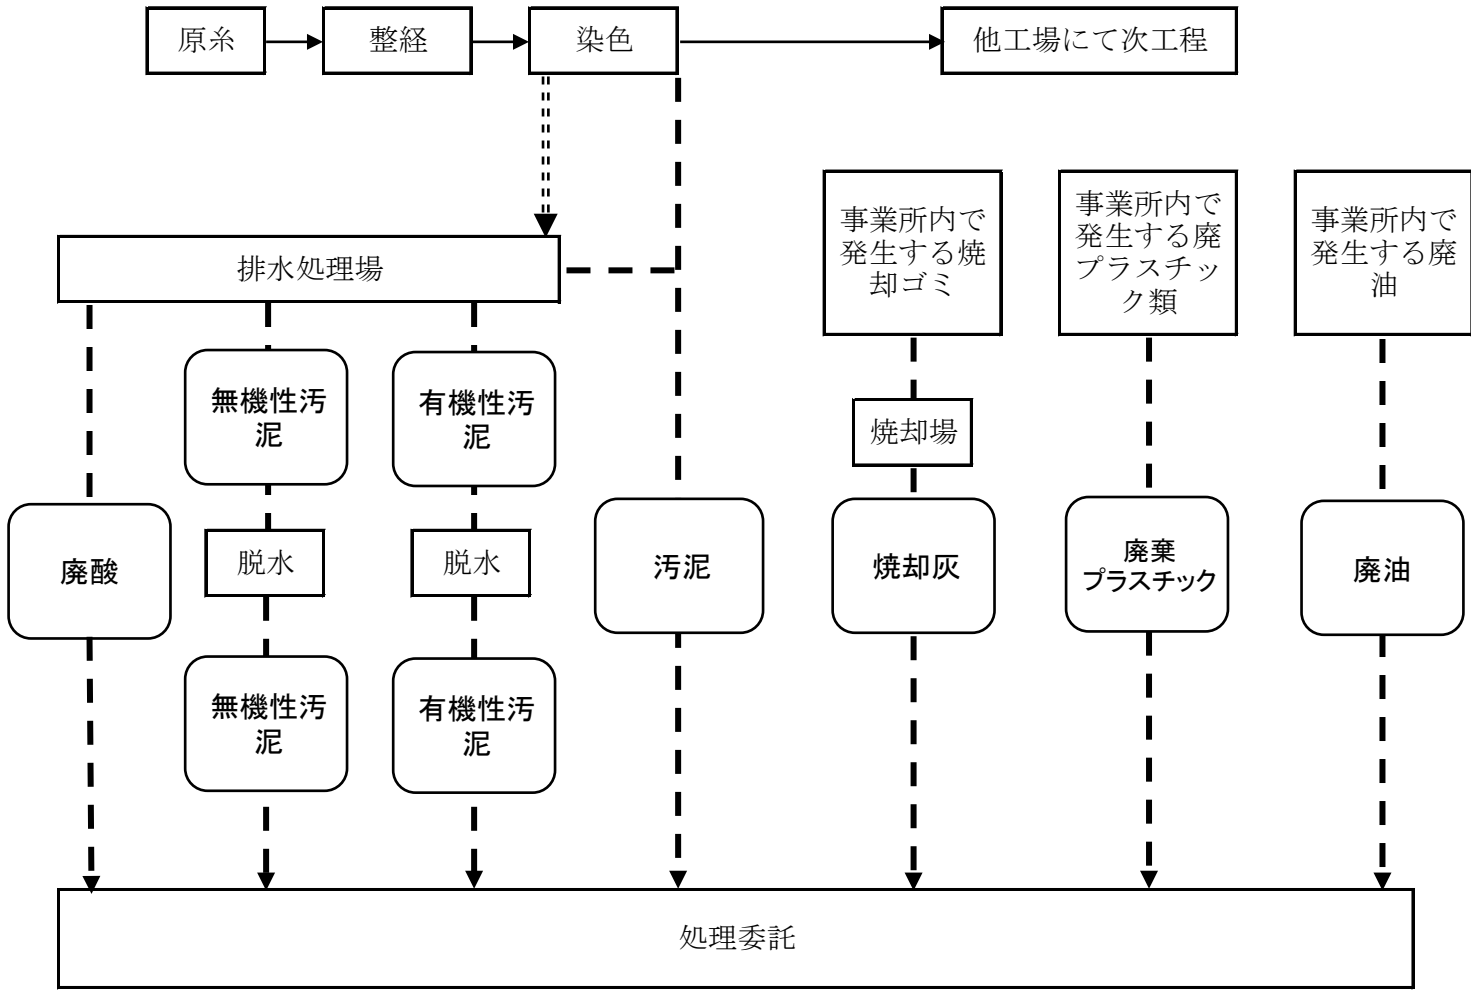 原糸
整経
染色
他工場にて次工程
事業所内で
発生する焼
却ゴミ
事業所内で
発生する廃
プラスチッ
ク類
事業所内で
発生する廃
油
排水処理場
無機性汚
泥
有機性汚
泥
焼却場
廃酸
脱水
脱水
汚泥
焼却灰
廃棄
プラスチック
廃油
無機性汚
泥
有機性汚
泥
処理委託